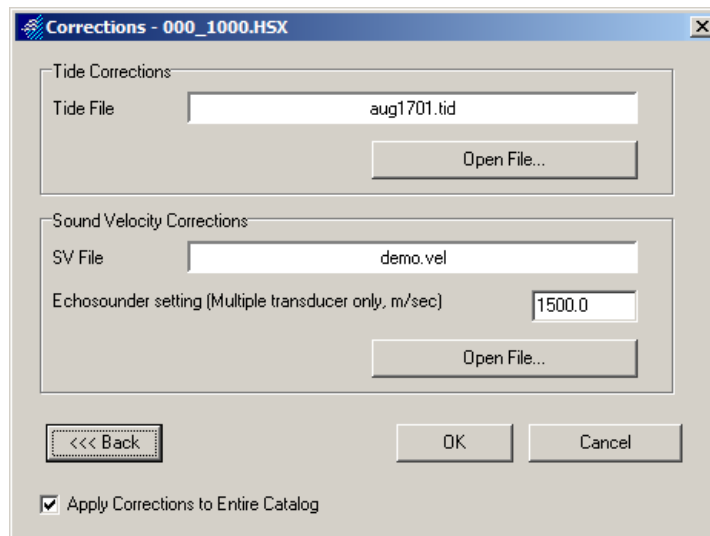 Corrections - 000_1000.HSX
Tide Corrections
Tide File aug1701.tid
Open File...
Sound Velocity Corrections
SV File demo.vel
Echosounder setting (Multiple transducer only, m/sec) 1500.0
Open File...
<<< Back OK Cancel
Apply Corrections to Entire Catalog